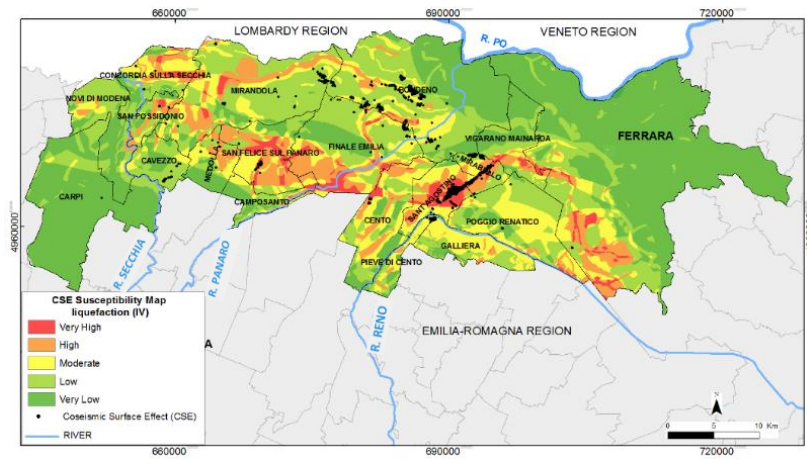 660000
690000
720000
LOMBARDY REGION
VENETO REGION
R. PO
CONCORDIA SULLA SECCHIA
MIRANDOLA
BONDENO
NOVI DI MODENA
SAN POSSIDONIO
FERRARA
VIGARANO MAINARDA
FINALE EMILIA
SAN FELICE SUL PANARO
MIRABELLO
CAVEZZO
MEDOLLA
SANT'AGOSTINO
CARPI
CAMPOSANTO
CENTO
POGGIO RENATICO
4960000
GALLIERA
PIEVE DI CENTO
R. SECCHIA
R. PANARO
R. RENO
EMILIA-ROMAGNA REGION
CSE Susceptibility Map
liquefaction (IV)
Very High
High
Moderate
Low
Very Low
Coseismic Surface Effect (CSE)
RIVER
A
N
0 5 10 Km
660000
690000
720000